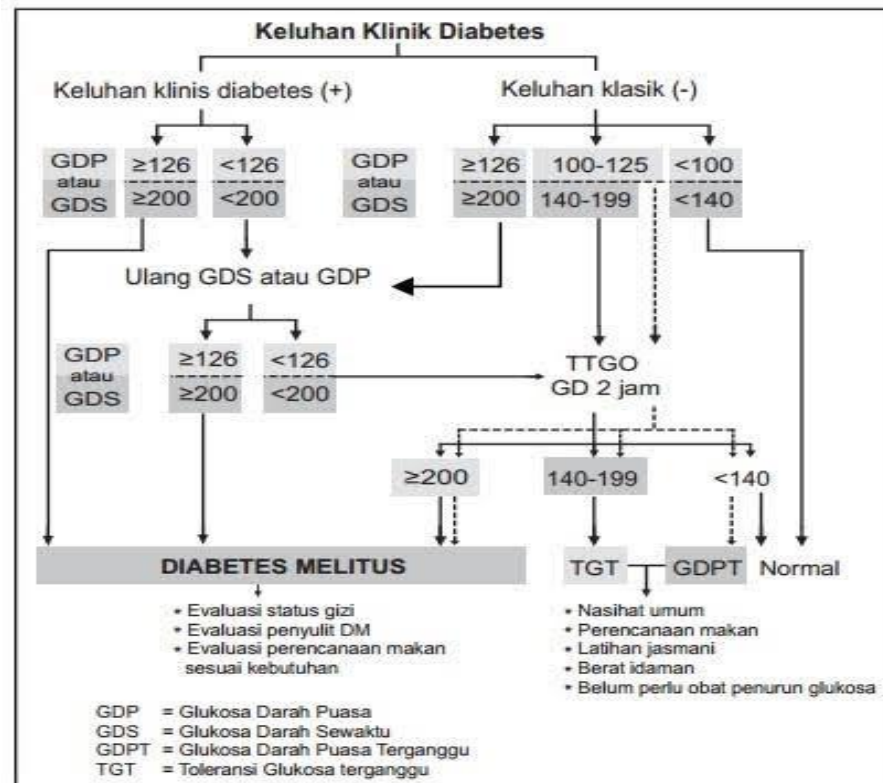 Keluhan Klinik Diabetes
Keluhan klinis diabetes (+)
Keluhan klasik (-)
GDP
atau
GDS
≥126
<126
≥200
<200
GDP
atau
GDS
≥126
100-125
<100
≥200
140-199
<140
Ulang GDS atau GDP
GDP
atau
GDS
≥126
<126
≥200
<200
TTGO
GD 2 jam
≥200
140-199
<140
DIABETES MELITUS
TGT
GDPT
Normal
• Evaluasi status gizi
• Evaluasi penyulit DM
• Evaluasi perencanaan makan
sesuai kebutuhan
• Nasihat umum
• Perencanaan makan
• Latihan jasmani
• Berat idaman
• Belum perlu obat penurun glukosa
GDP = Glukosa Darah Puasa
GDS = Glukosa Darah Sewaktu
GDPT = Glukosa Darah Puasa Terganggu
TGT = Toleransi Glukosa terganggu